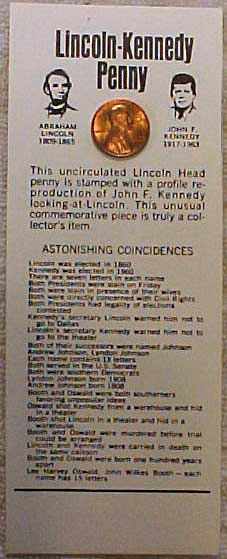 Lincoln-Kennedy
Penny
ABRAHAM
LINCOLN
1809-1865
JOHN F.
KENNEDY
1917-1963
This uncirculated Lincoln Head
penny is stamped with a profile re-
production of John F. Kennedy
looking-at-Lincoln. This unusual
commemorative piece is truly a col-
lector's item.
ASTONISHING COINCIDENCES
Lincoln was elected in 1860
Kennedy was elected in 1960
There are seven letters in each name
Both Presidents were slain on Friday
Both were slain in presence of their wives
Both were directly concerned with Civil Rights
Both Presidents had legality of elections
contested
Kennedy's secretary Lincoln warned him not to
go to Dallas
Lincoln's secretary Kennedy warned him not to
go to the theater
Both of their successors were named Johnson
Andrew Johnson, Lyndon Johnson
Each name contains 13 letters
Both served in the U.S. Senate
Both were southern Democrats
Lyndon Johnson born 1908
Andrew Johnson born 1808
Booth and Oswald were both southerners
favoring unpopular ideas
Oswald shot Kennedy from a warehouse and hid
in a theater
Booth shot Lincoln in a theater and hid in a
warehouse
Booth and Oswald were murdered before trial
could be arranged
Lincoln and Kennedy were carried in death on
the same caisson
Booth and Oswald were born one hundred years
apart
Lee Harvey Oswald, John Wilkes Booth — each
name has 15 letters